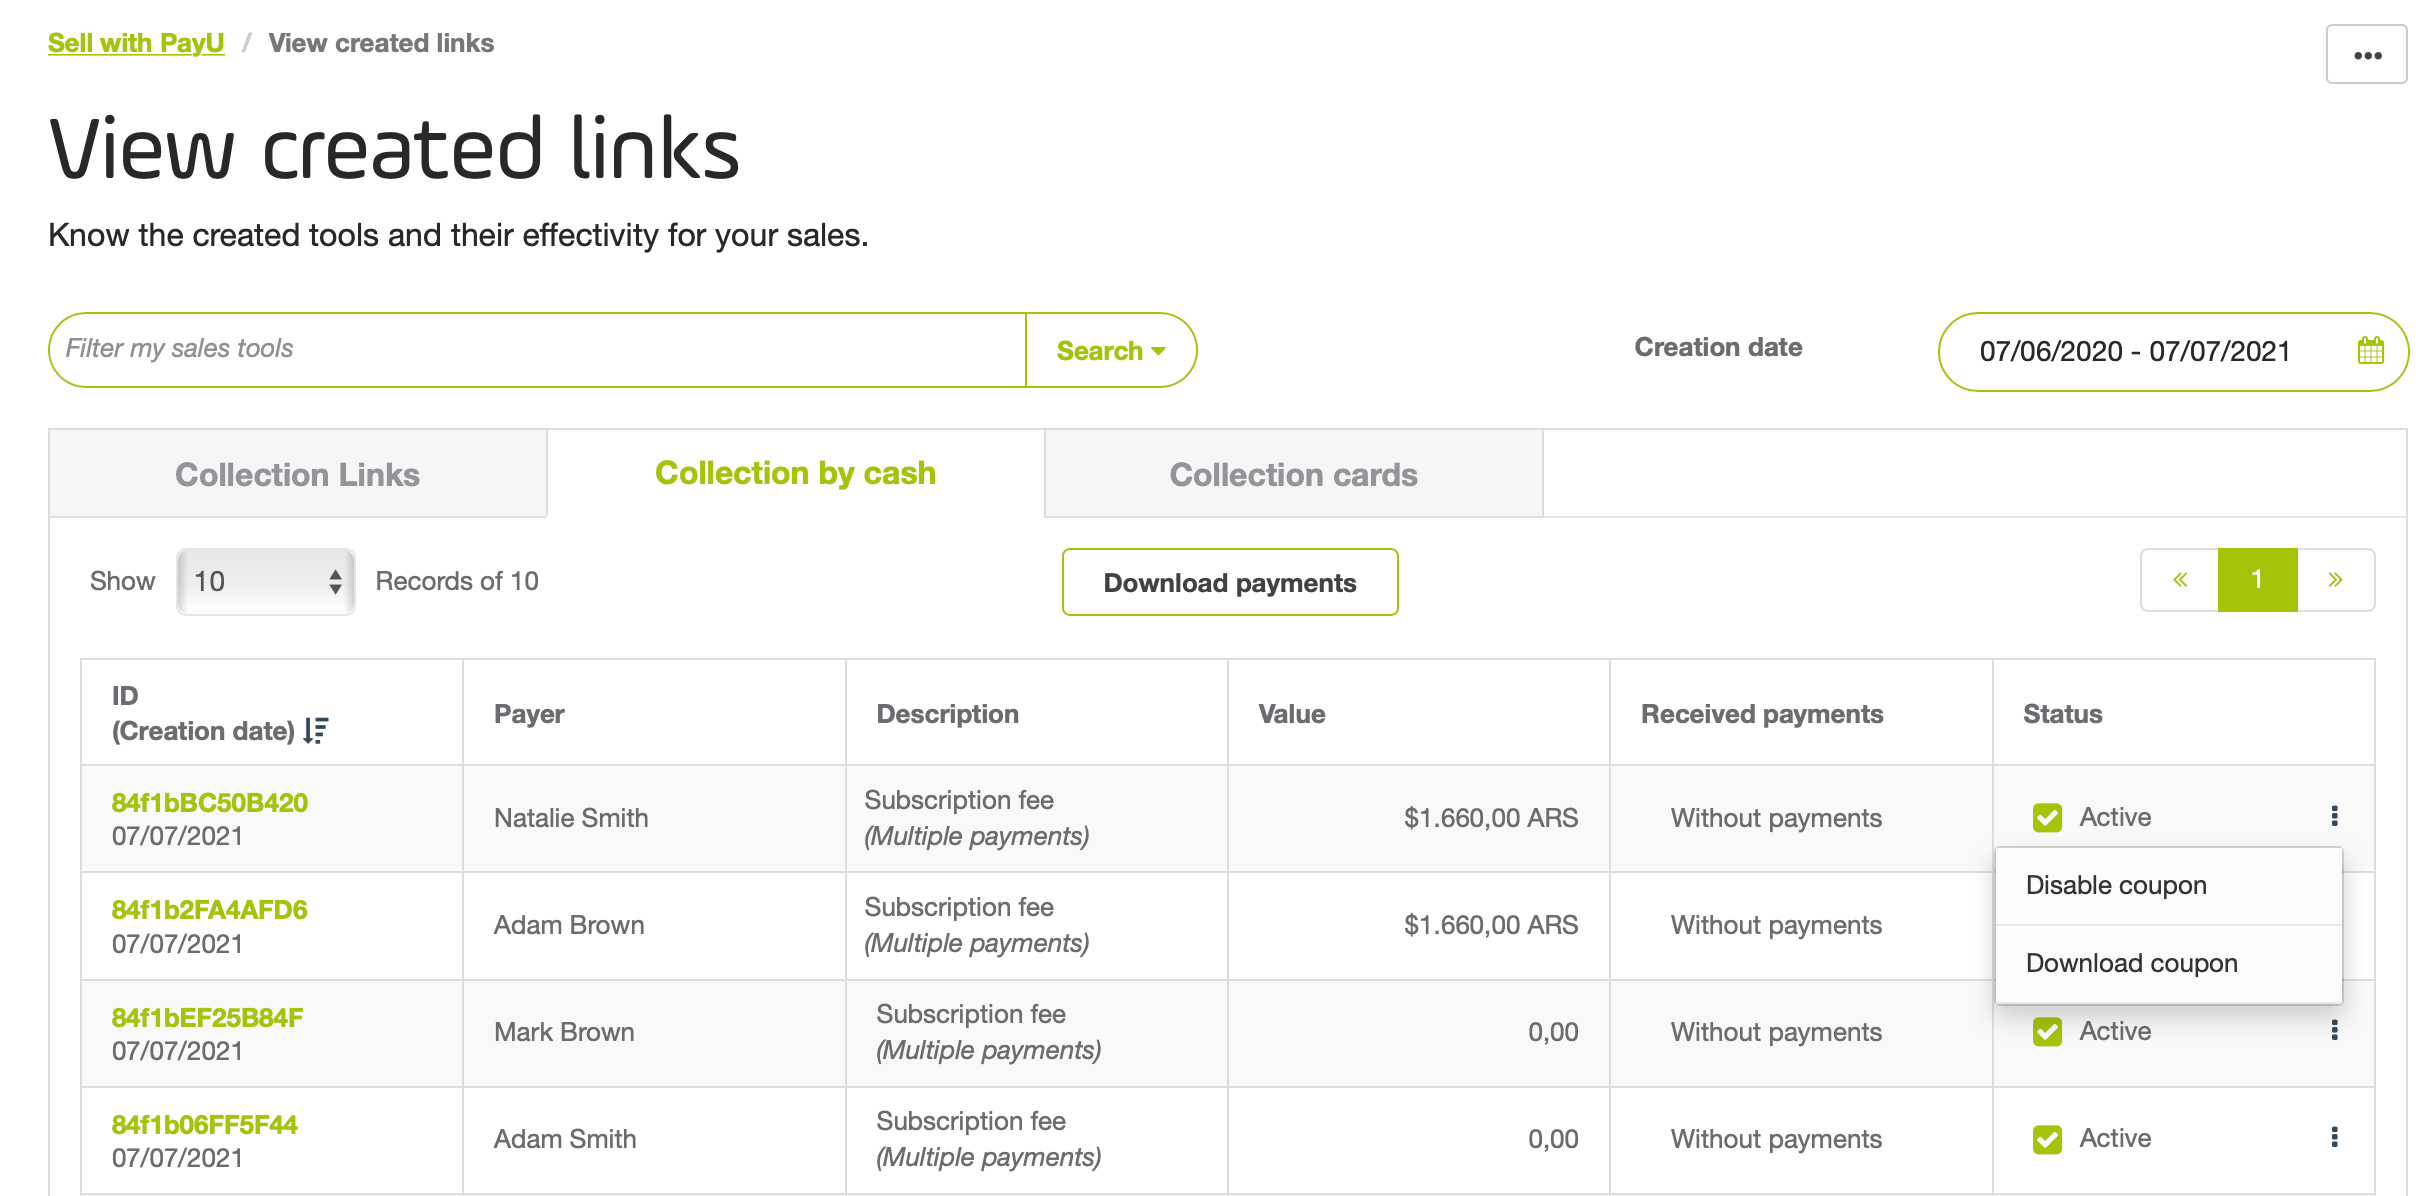 Sell with PayU / View created links
•••
View created links
Know the created tools and their effectivity for your sales.
Filter my sales tools
Search
Creation date
07/06/2020 - 07/07/2021
Collection Links
Collection by cash
Collection cards
Show
10
Records of 10
Download payments
«
1
»
ID
(Creation date)
Payer
Description
Value
Received payments
Status
84f1bBC50B420
07/07/2021
Natalie Smith
Subscription fee
(Multiple payments)
$1.660,00 ARS
Without payments
Active
Disable coupon
Download coupon
84f1b2FA4AFD6
07/07/2021
Adam Brown
Subscription fee
(Multiple payments)
$1.660,00 ARS
Without payments
84f1bEF25B84F
07/07/2021
Mark Brown
Subscription fee
(Multiple payments)
0,00
Without payments
Active
84f1b06FF5F44
07/07/2021
Adam Smith
Subscription fee
(Multiple payments)
0,00
Without payments
Active